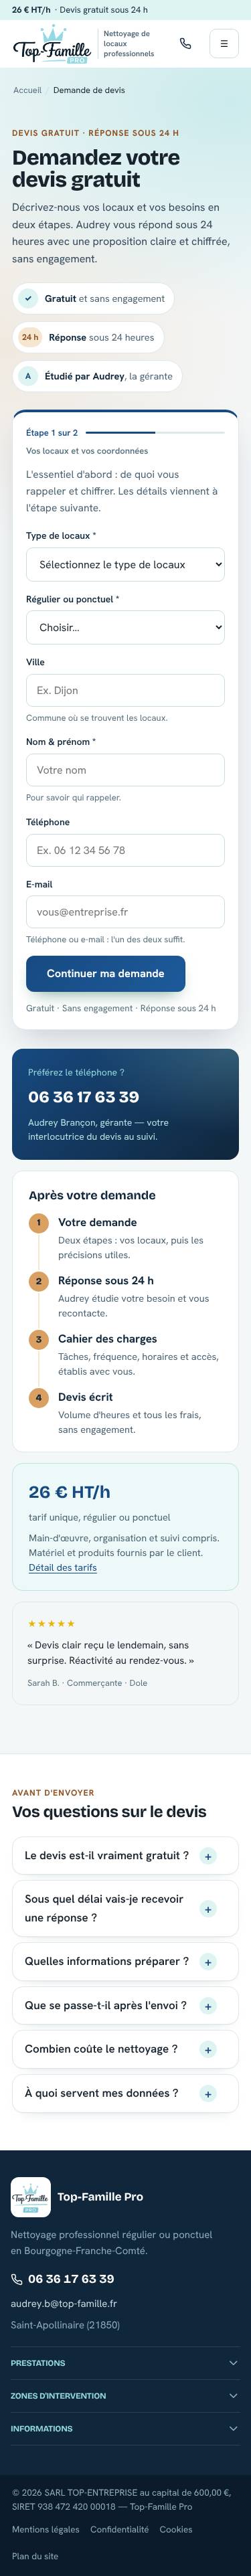 26 € HT/h · Devis gratuit sous 24 h
Top-Famille
PRO
Nettoyage de
locaux
professionnels
Accueil / Demande de devis
DEVIS GRATUIT · RÉPONSE SOUS 24 H
Demandez votre
devis gratuit
Décrivez-nous vos locaux et vos besoins en
deux étapes. Audrey vous répond sous 24
heures avec une proposition claire et chiffrée,
sans engagement.
✓ Gratuit et sans engagement
24 h Réponse sous 24 heures
A Étudié par Audrey, la gérante
Étape 1 sur 2
Vos locaux et vos coordonnées
L'essentiel d'abord : de quoi vous
rappeler et chiffrer. Les détails viennent à
l'étape suivante.
Type de locaux *
Sélectionnez le type de locaux
Régulier ou ponctuel *
Choisir...
Ville
Ex. Dijon
Commune où se trouvent les locaux.
Nom & prénom *
Votre nom
Pour savoir qui rappeler.
Téléphone
Ex. 06 12 34 56 78
E-mail
vous@entreprise.fr
Téléphone ou e-mail : l'un des deux suffit.
Continuer ma demande
Gratuit · Sans engagement · Réponse sous 24 h
Préférez le téléphone ?
06 36 17 63 39
Audrey Brançon, gérante — votre
interlocutrice du devis au suivi.
Après votre demande
1 Votre demande
Deux étapes : vos locaux, puis les
précisions utiles.
2 Réponse sous 24 h
Audrey étudie votre besoin et vous
recontacte.
3 Cahier des charges
Tâches, fréquence, horaires et accès,
établis avec vous.
4 Devis écrit
Volume d'heures et tous les frais,
sans engagement.
26 € HT/h
tarif unique, régulier ou ponctuel
Main-d'œuvre, organisation et suivi compris.
Matériel et produits fournis par le client.
Détail des tarifs
★★★★★
« Devis clair reçu le lendemain, sans
surprise. Réactivité au rendez-vous. »
Sarah B. · Commerçante · Dole
AVANT D'ENVOYER
Vos questions sur le devis
Le devis est-il vraiment gratuit ? +
Sous quel délai vais-je recevoir
une réponse ? +
Quelles informations préparer ? +
Que se passe-t-il après l'envoi ? +
Combien coûte le nettoyage ? +
À quoi servent mes données ? +
Top-Famille
PRO
Top-Famille Pro
Nettoyage professionnel régulier ou ponctuel
en Bourgogne-Franche-Comté.
06 36 17 63 39
audrey.b@top-famille.fr
Saint-Apollinaire (21850)
PRESTATIONS
ZONES D'INTERVENTION
INFORMATIONS
© 2026 SARL TOP-ENTREPRISE au capital de 600,00 €,
SIRET 938 472 420 00018 — Top-Famille Pro
Mentions légales Confidentialité Cookies
Plan du site